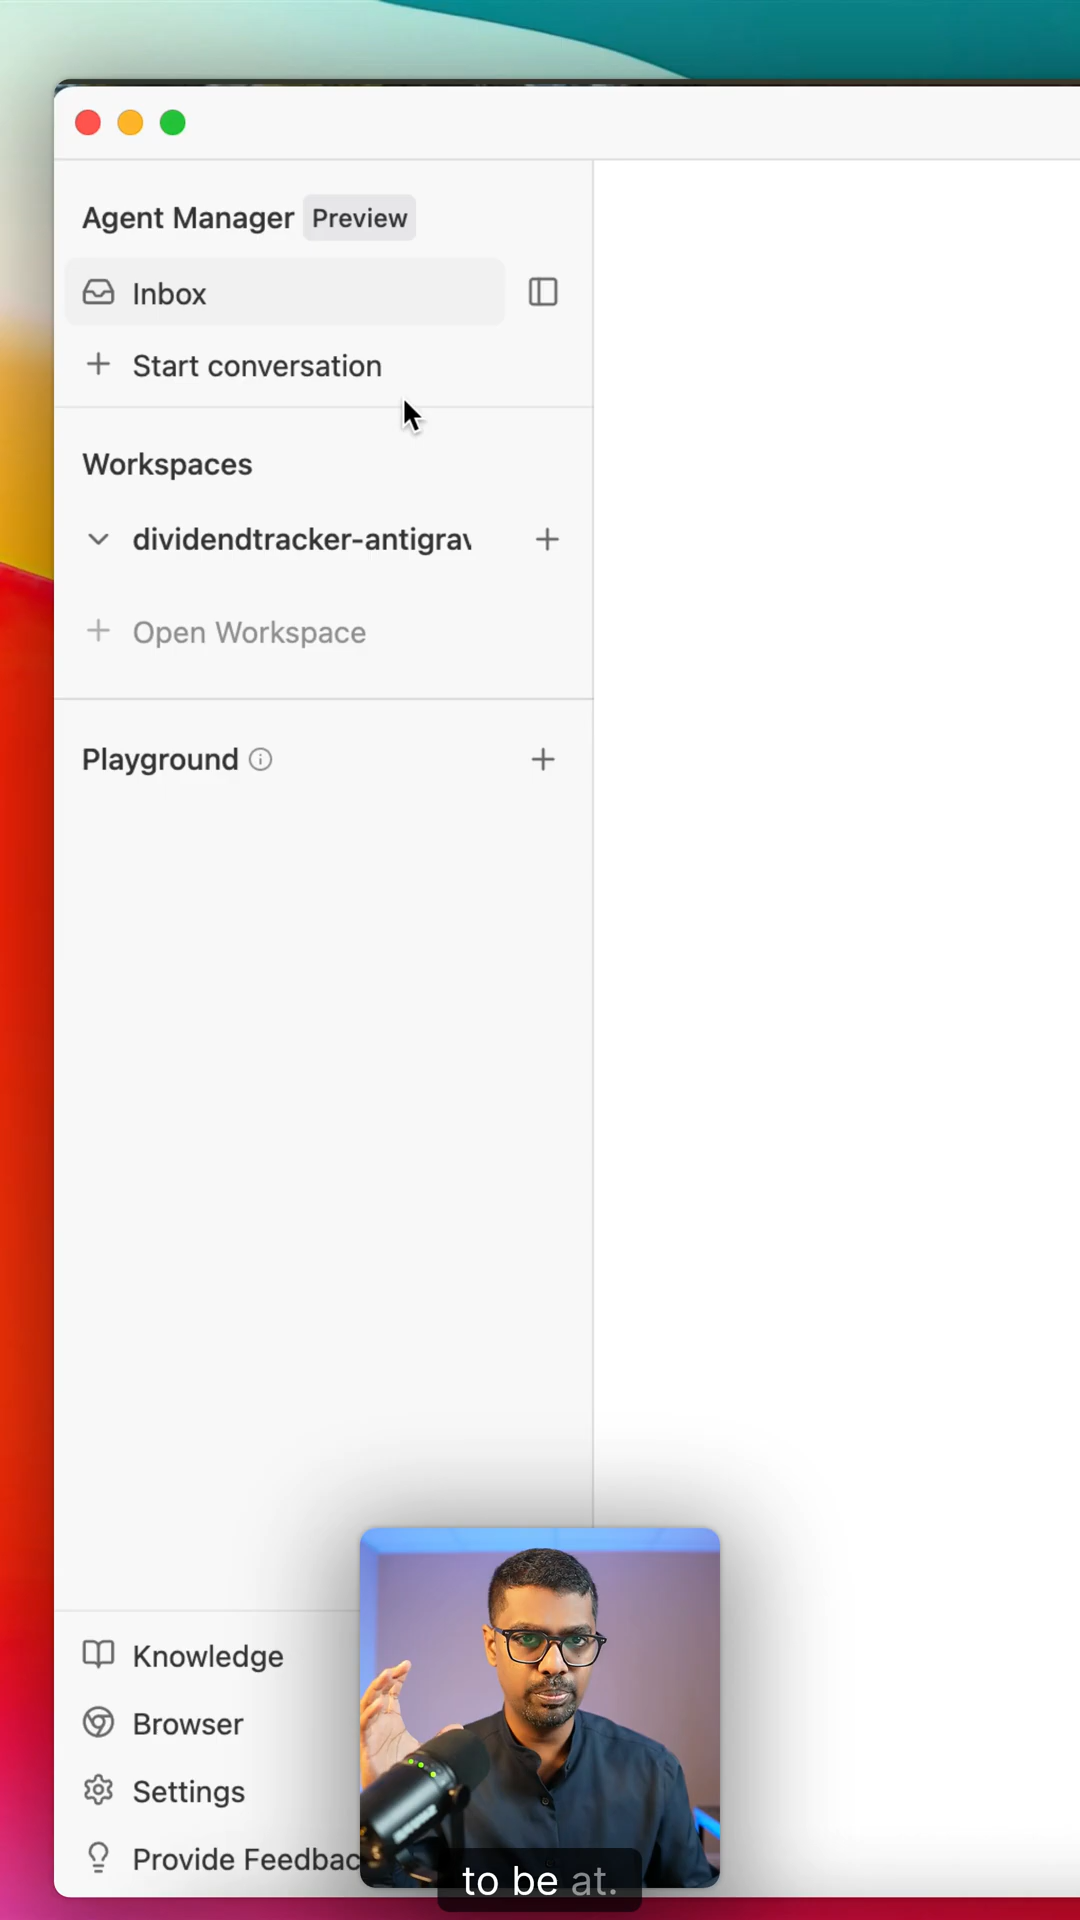 Agent Manager Preview
Inbox
Start conversation
Workspaces
dividendtracker-antigrav
Open Workspace
Playground
Knowledge
Browser
Settings
Provide Feedbac
to be at.